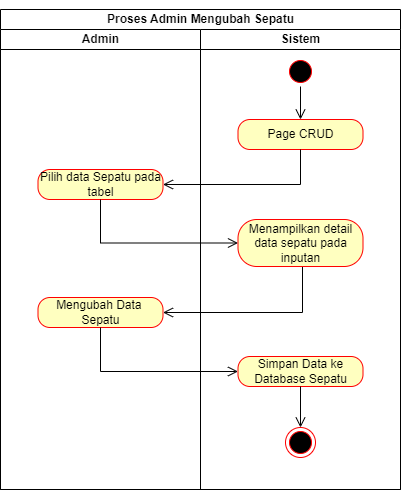 Proses Admin Mengubah Sepatu
Admin
Sistem
Page CRUD
Pilih data Sepatu pada
tabel
Menampilkan detail
data sepatu pada
inputan
Mengubah Data
Sepatu
Simpan Data ke
Database Sepatu